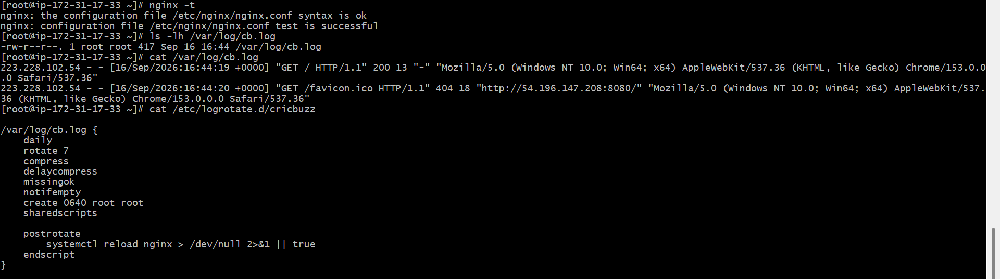 [root@ip-172-31-17-33 ~]# nginx -t
nginx: the configuration file /etc/nginx/nginx.conf syntax is ok
nginx: configuration file /etc/nginx/nginx.conf test is successful
[root@ip-172-31-17-33 ~]# ls -lh /var/log/cb.log
-rw-r--r--. 1 root root 417 Sep 16 16:44 /var/log/cb.log
[root@ip-172-31-17-33 ~]# cat /var/log/cb.log
223.228.102.54 - - [16/Sep/2026:16:44:19 +0000] "GET / HTTP/1.1" 200 13 "-" "Mozilla/5.0 (Windows NT 10.0; Win64; x64) AppleWebKit/537.36 (KHTML, like Gecko) Chrome/153.0.0
.0 Safari/537.36"
223.228.102.54 - - [16/Sep/2026:16:44:20 +0000] "GET /favicon.ico HTTP/1.1" 404 18 "http://54.196.147.208:8080/" "Mozilla/5.0 (Windows NT 10.0; Win64; x64) AppleWebKit/537.
36 (KHTML, like Gecko) Chrome/153.0.0.0 Safari/537.36"
[root@ip-172-31-17-33 ~]# cat /etc/logrotate.d/cricbuzz

/var/log/cb.log {
    daily
    rotate 7
    compress
    delaycompress
    missingok
    notifempty
    create 0640 root root
    sharedscripts

    postrotate
        systemctl reload nginx > /dev/null 2>&1 || true
    endscript
}